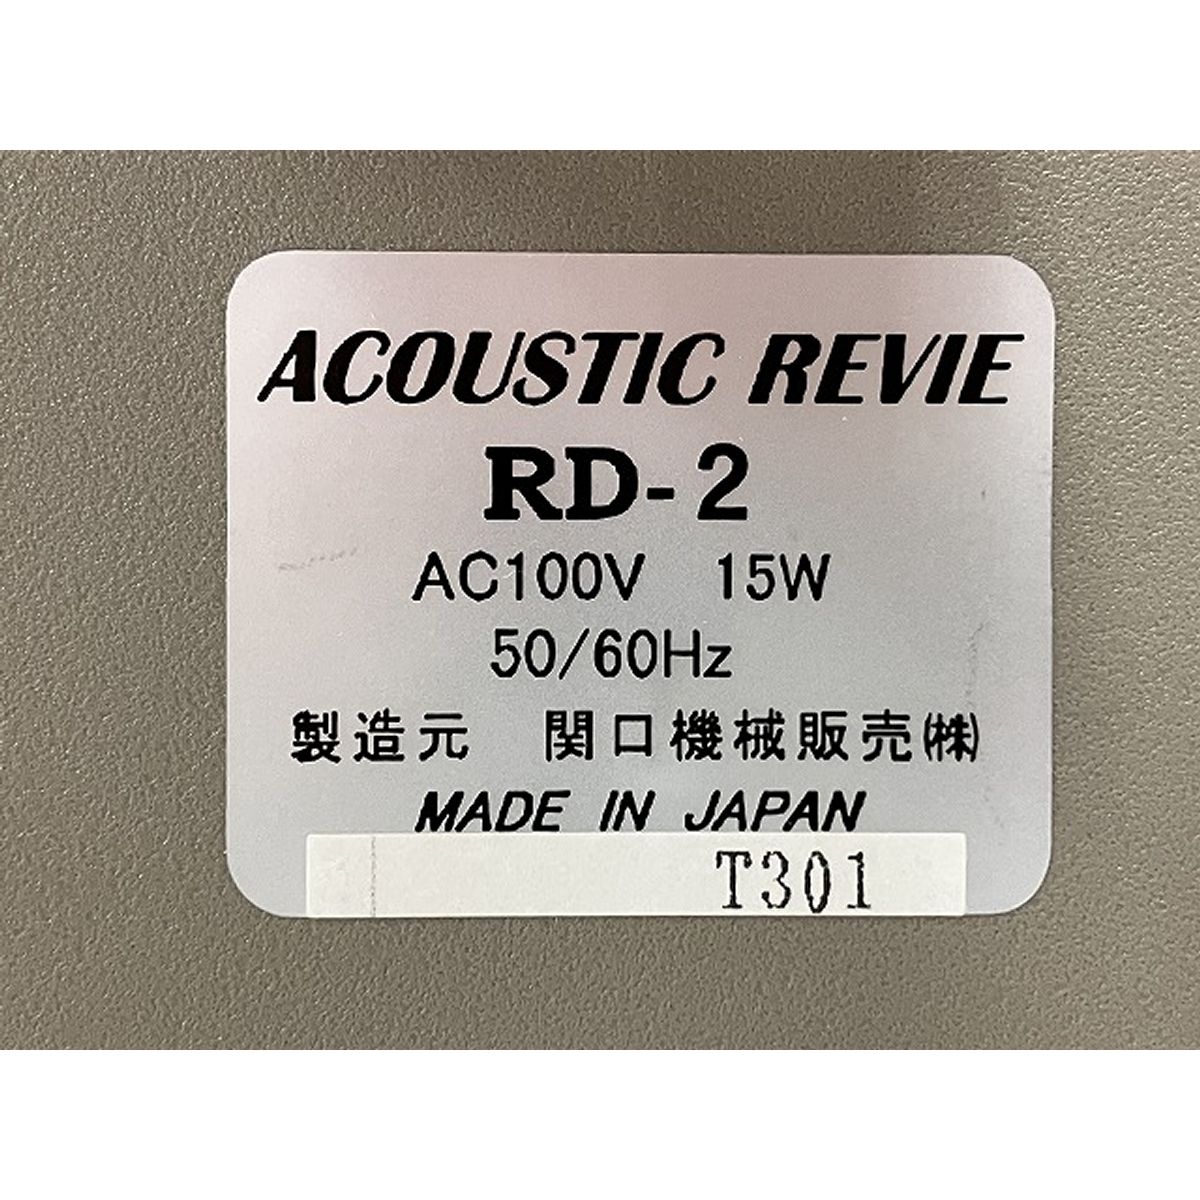 ACOUSTIC REVIE
RD-2
AC100V 15W
50/60Hz
製造元 関口機械販売㈱
MADE IN JAPAN
T301